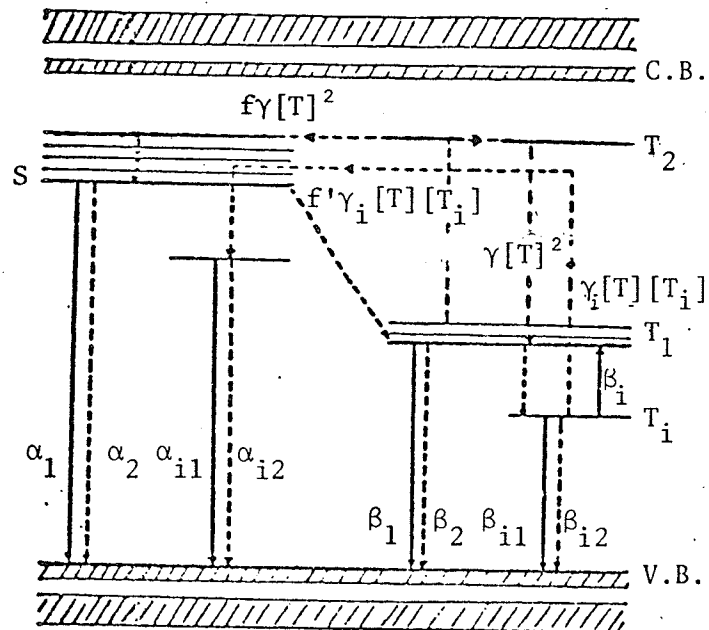 C.B.
fγ[T]²
T₂
S
f'γᵢ[T][Tᵢ]
γ[T]²
γᵢ[T][Tᵢ]
T₁
βᵢ
Tᵢ
α₁ α₂ αᵢ₁ αᵢ₂
β₁ β₂ βᵢ₁ βᵢ₂
V.B.